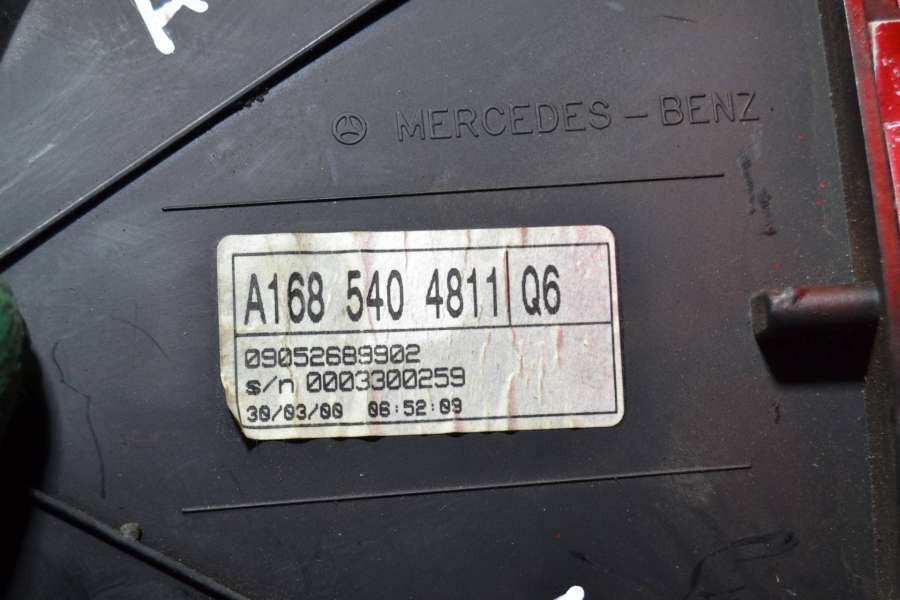 MERCEDES-BENZ
A168 540 4811 Q6
09052689902
s/n 0003300259
30/03/00 06:52:09